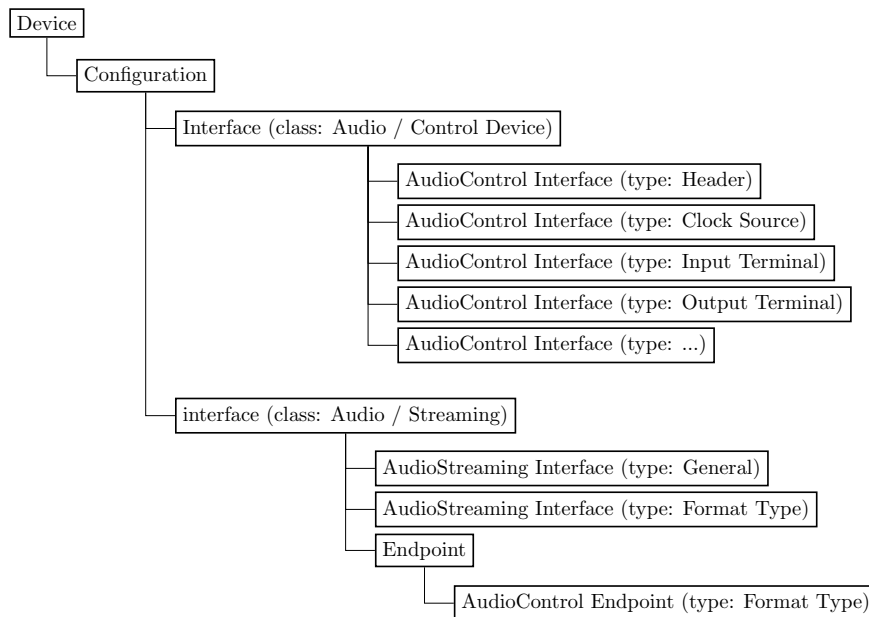 Device
Configuration
Interface (class: Audio / Control Device)
AudioControl Interface (type: Header)
AudioControl Interface (type: Clock Source)
AudioControl Interface (type: Input Terminal)
AudioControl Interface (type: Output Terminal)
AudioControl Interface (type: ...)
interface (class: Audio / Streaming)
AudioStreaming Interface (type: General)
AudioStreaming Interface (type: Format Type)
Endpoint
AudioControl Endpoint (type: Format Type)